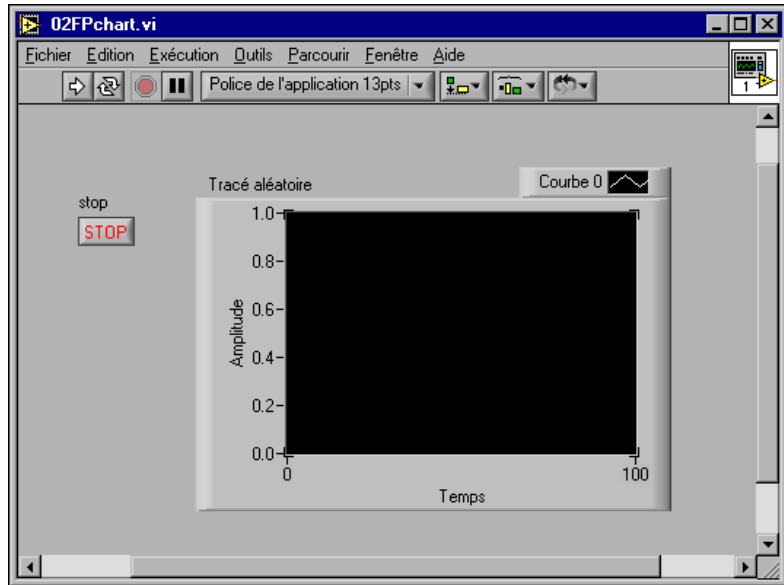 02FPchart.vi
Fichier Edition Exécution Outils Parcourir Fenêtre Aide
Police de l'application 13pts
1
Tracé aléatoire
Courbe 0
stop
STOP
1.0
0.8
0.6
0.4
0.2
0.0
Amplitude
0
100
Temps